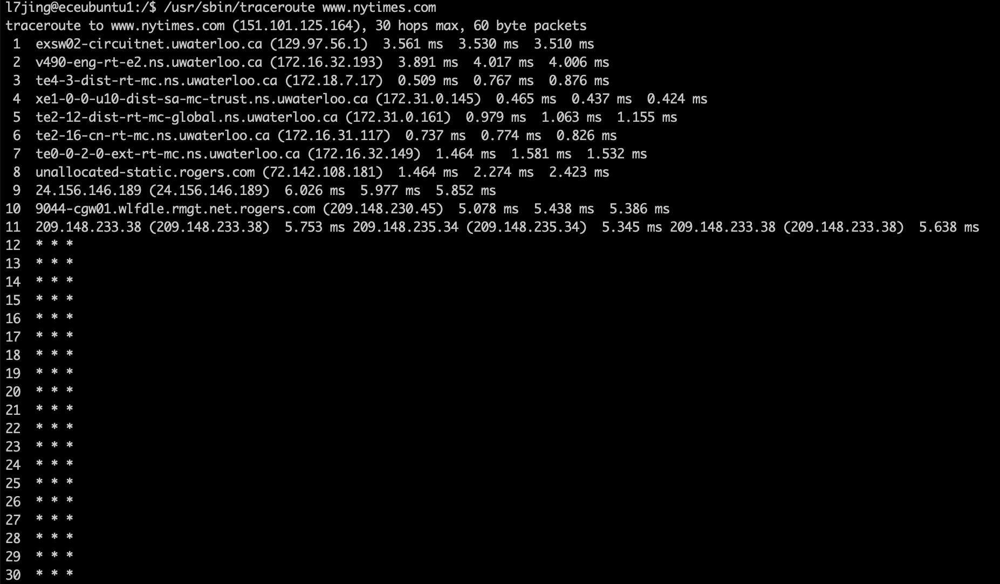 l7jing@eceubuntu1:/$ /usr/sbin/traceroute www.nytimes.com
traceroute to www.nytimes.com (151.101.125.164), 30 hops max, 60 byte packets
 1  exsw02-circuitnet.uwaterloo.ca (129.97.56.1)  3.561 ms  3.530 ms  3.510 ms
 2  v490-eng-rt-e2.ns.uwaterloo.ca (172.16.32.193)  3.891 ms  4.017 ms  4.006 ms
 3  te4-3-dist-rt-mc.ns.uwaterloo.ca (172.18.7.17)  0.509 ms  0.767 ms  0.876 ms
 4  xe1-0-0-u10-dist-sa-mc-trust.ns.uwaterloo.ca (172.31.0.145)  0.465 ms  0.437 ms  0.424 ms
 5  te2-12-dist-rt-mc-global.ns.uwaterloo.ca (172.31.0.161)  0.979 ms  1.063 ms  1.155 ms
 6  te2-16-cn-rt-mc.ns.uwaterloo.ca (172.16.31.117)  0.737 ms  0.774 ms  0.826 ms
 7  te0-0-2-0-ext-rt-mc.ns.uwaterloo.ca (172.16.32.149)  1.464 ms  1.581 ms  1.532 ms
 8  unallocated-static.rogers.com (72.142.108.181)  1.464 ms  2.274 ms  2.423 ms
 9  24.156.146.189 (24.156.146.189)  6.026 ms  5.977 ms  5.852 ms
10  9044-cgw01.wlfdle.rmgt.net.rogers.com (209.148.230.45)  5.078 ms  5.438 ms  5.386 ms
11  209.148.233.38 (209.148.233.38)  5.753 ms 209.148.235.34 (209.148.235.34)  5.345 ms 209.148.233.38 (209.148.233.38)  5.638 ms
12  * * *
13  * * *
14  * * *
15  * * *
16  * * *
17  * * *
18  * * *
19  * * *
20  * * *
21  * * *
22  * * *
23  * * *
24  * * *
25  * * *
26  * * *
27  * * *
28  * * *
29  * * *
30  * * *